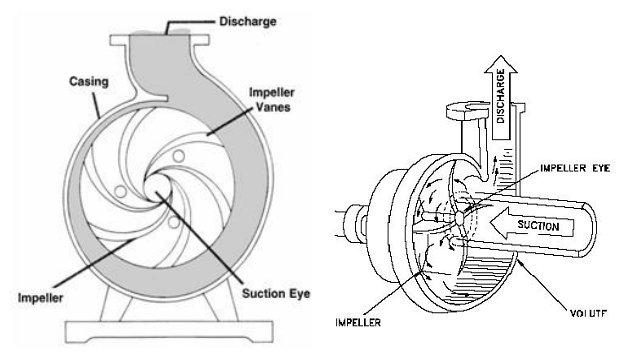 Discharge
Casing
Impeller
Vanes
Impeller
Suction Eye
DISCHARGE
IMPELLER EYE
SUCTION
IMPELLER
VOLUTE